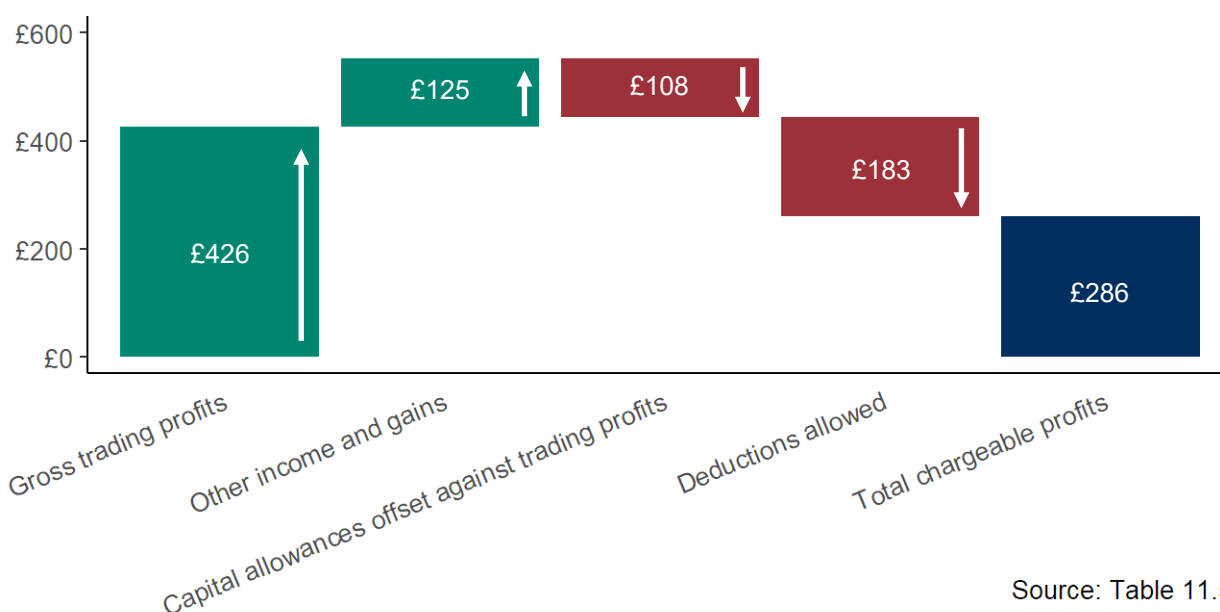 £600
£400
£200
£0
£426
£125
£108
£183
£286
Gross trading profits
Other income and gains
Capital allowances offset against trading profits
Deductions allowed
Total chargeable profits
Source: Table 11.